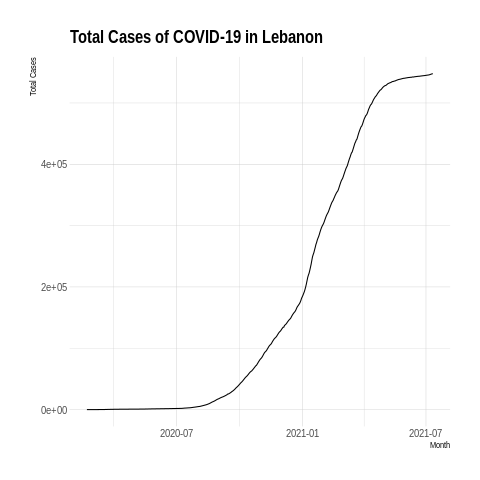 Total Cases of COVID-19 in Lebanon
Total Cases
4e+05
2e+05
0e+00
2020-07 2021-01 2021-07
Month